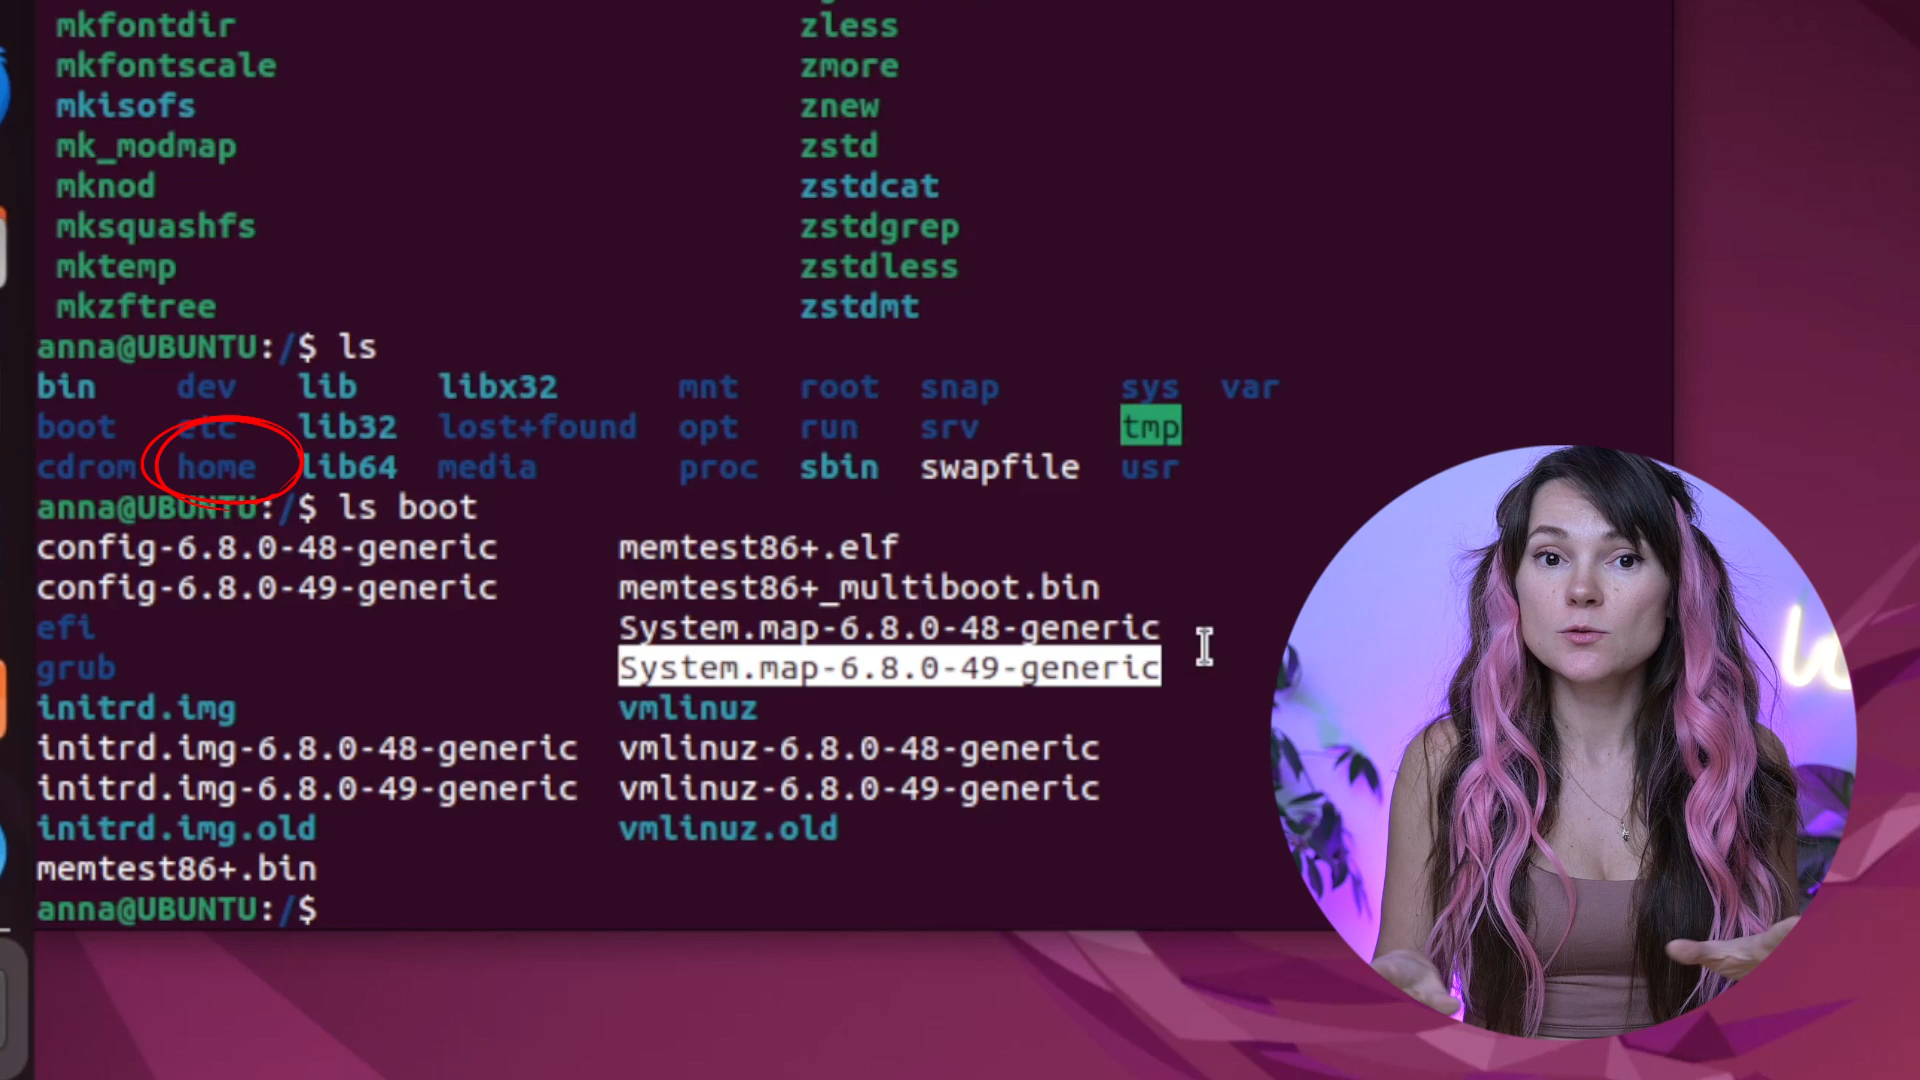 mkfontdir zless
mkfontscale zmore
mkisofs znew
mk_modmap zstd
mknod zstdcat
mksquashfs zstdgrep
mktemp zstdless
mkzftree zstdmt
anna@UBUNTU:/$ ls
bin dev lib libx32 mnt root snap sys var
boot etc lib32 lost+found opt run srv tmp
cdrom home lib64 media proc sbin swapfile usr
anna@UBUNTU:/$ ls boot
config-6.8.0-48-generic memtest86+.elf
config-6.8.0-49-generic memtest86+_multiboot.bin
efi System.map-6.8.0-48-generic
grub System.map-6.8.0-49-generic
initrd.img vmlinuz
initrd.img-6.8.0-48-generic vmlinuz-6.8.0-48-generic
initrd.img-6.8.0-49-generic vmlinuz-6.8.0-49-generic
initrd.img.old vmlinuz.old
memtest86+.bin
anna@UBUNTU:/$